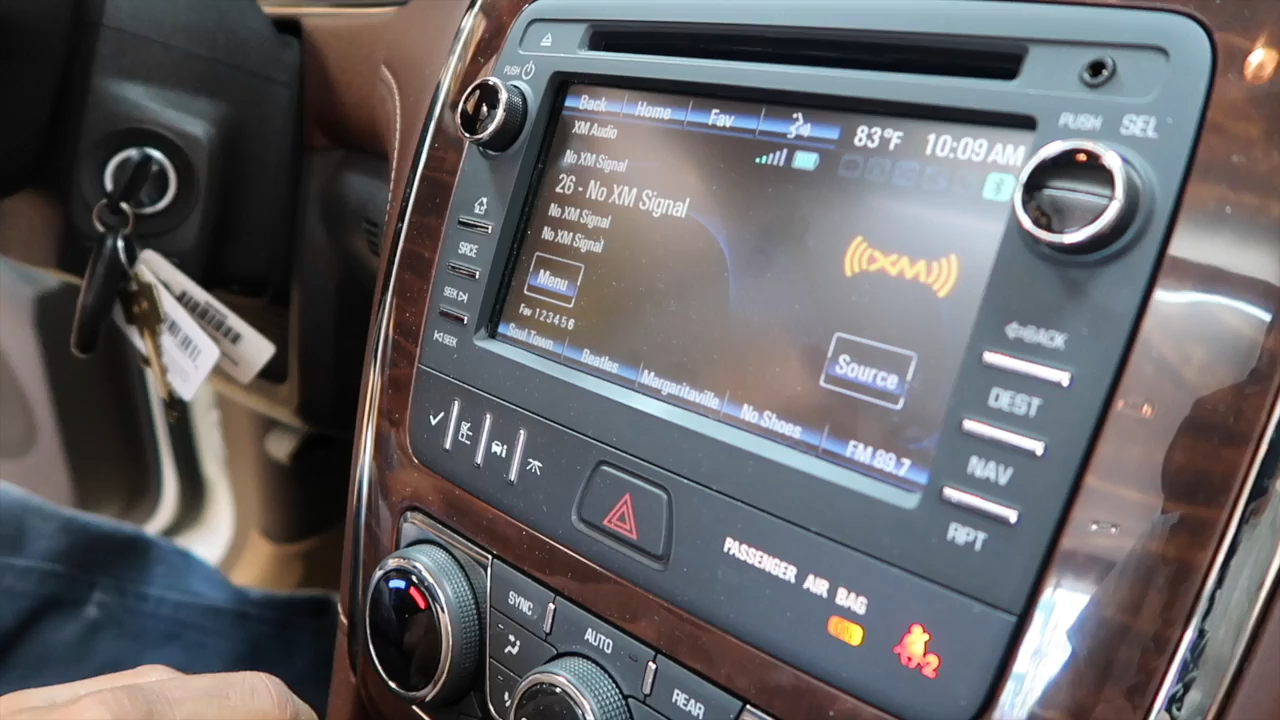 PUSH
PUSH SEL
Back Home Fav
83°F 10:09 AM
XM Audio
No XM Signal
26 - No XM Signal
No XM Signal
No XM Signal
XM
Menu
Source
Fav 1 2 3 4 5 6
Soul Town Beatles Margaritaville No Shoes FM 89.7
SRCE
SEEK
SEEK
BACK
DEST
NAV
RPT
PASSENGER AIR BAG
ON
2
SYNC
AUTO
REAR